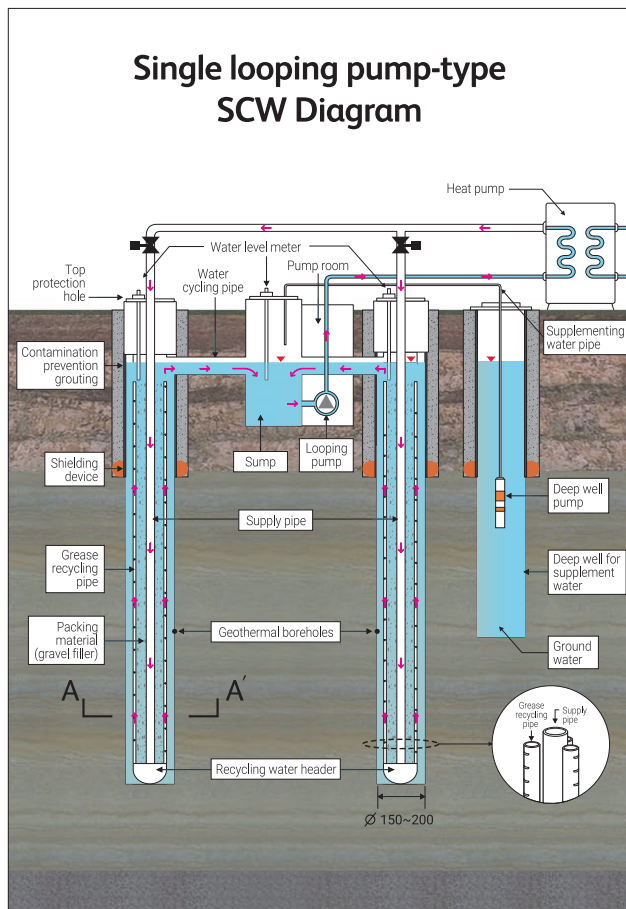 Single looping pump-type
SCW Diagram
Heat pump
Water level meter
Top
protection
hole
Water
cycling pipe
Pump room
Supplementing
water pipe
Contamination
prevention
grouting
Shielding
device
Sump
Looping
pump
Deep well
pump
Supply pipe
Grease
recycling
pipe
Deep well for
supplement
water
Packing
material
(gravel filler)
Geothermal boreholes
Ground
water
A
A′
Grease
recycling
pipe
Supply
pipe
Recycling water header
Ø 150~200